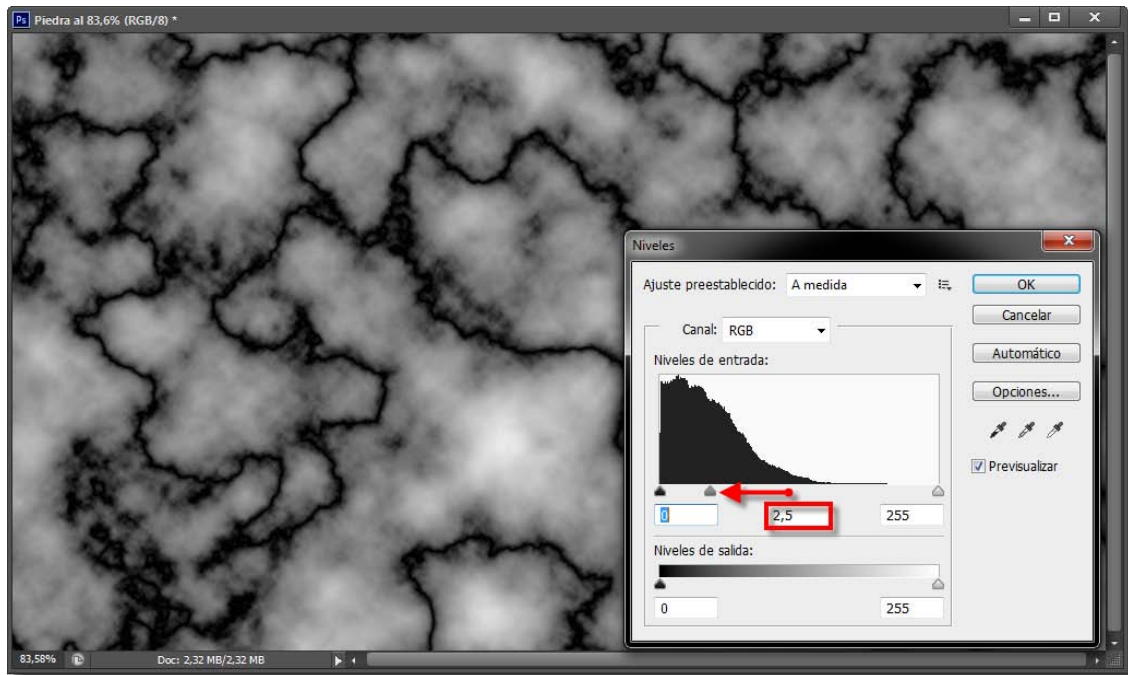 Ps Piedra al 83,6% (RGB/8) *
Niveles
Ajuste preestablecido: A medida
OK
Cancelar
Canal: RGB
Automático
Niveles de entrada:
Opciones...
Previsualizar
0 2,5 255
Niveles de salida:
0 255
83,58% Doc: 2,32 MB/2,32 MB